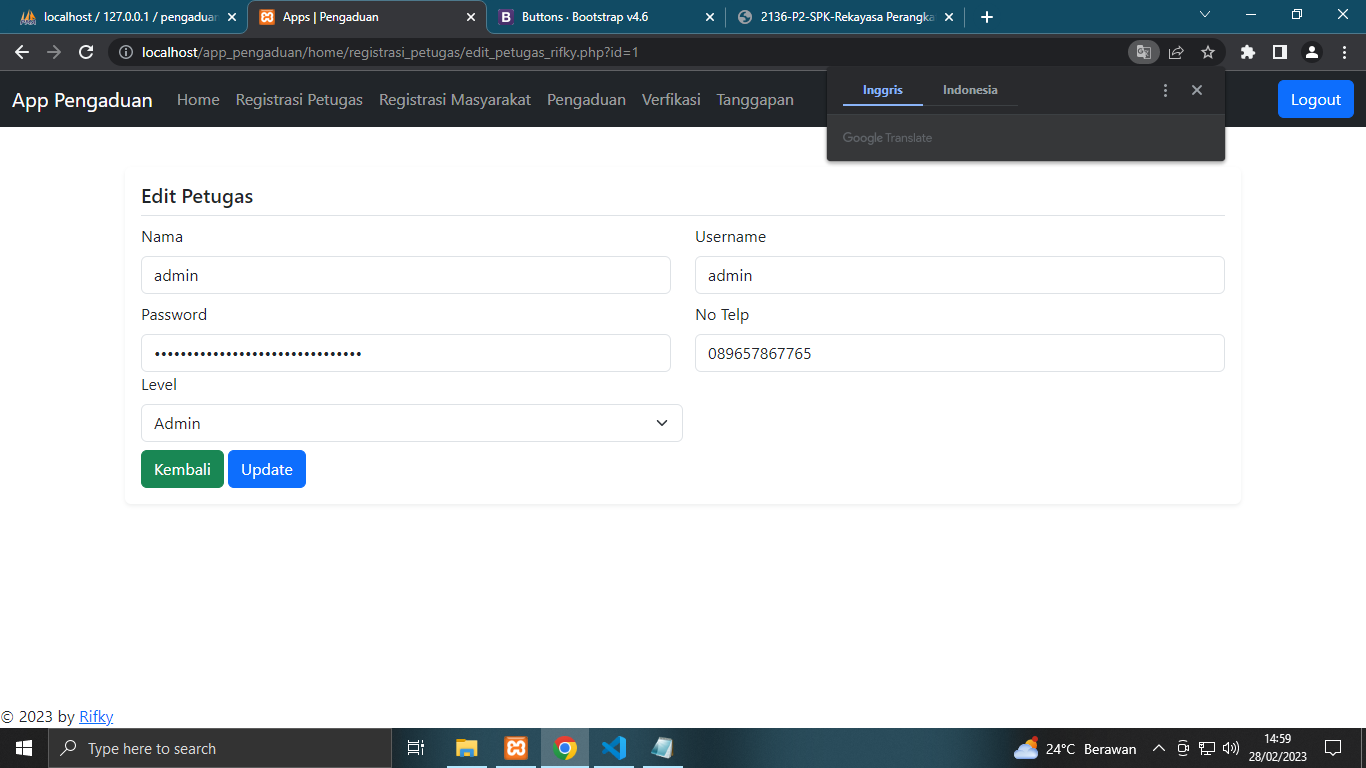 localhost / 127.0.0.1 / pengaduan
Apps | Pengaduan
Buttons · Bootstrap v4.6
2136-P2-SPK-Rekayasa Perangka
localhost/app_pengaduan/home/registrasi_petugas/edit_petugas_rifky.php?id=1
App Pengaduan Home Registrasi Petugas Registrasi Masyarakat Pengaduan Verfikasi Tanggapan Logout
Inggris Indonesia
Google Translate
Edit Petugas
Nama Username
admin admin
Password No Telp
•••••••••••••••••••••••••••••••• 089657867765
Level
Admin
Kembali Update
© 2023 by Rifky
Type here to search
24°C Berawan
14:59
28/02/2023